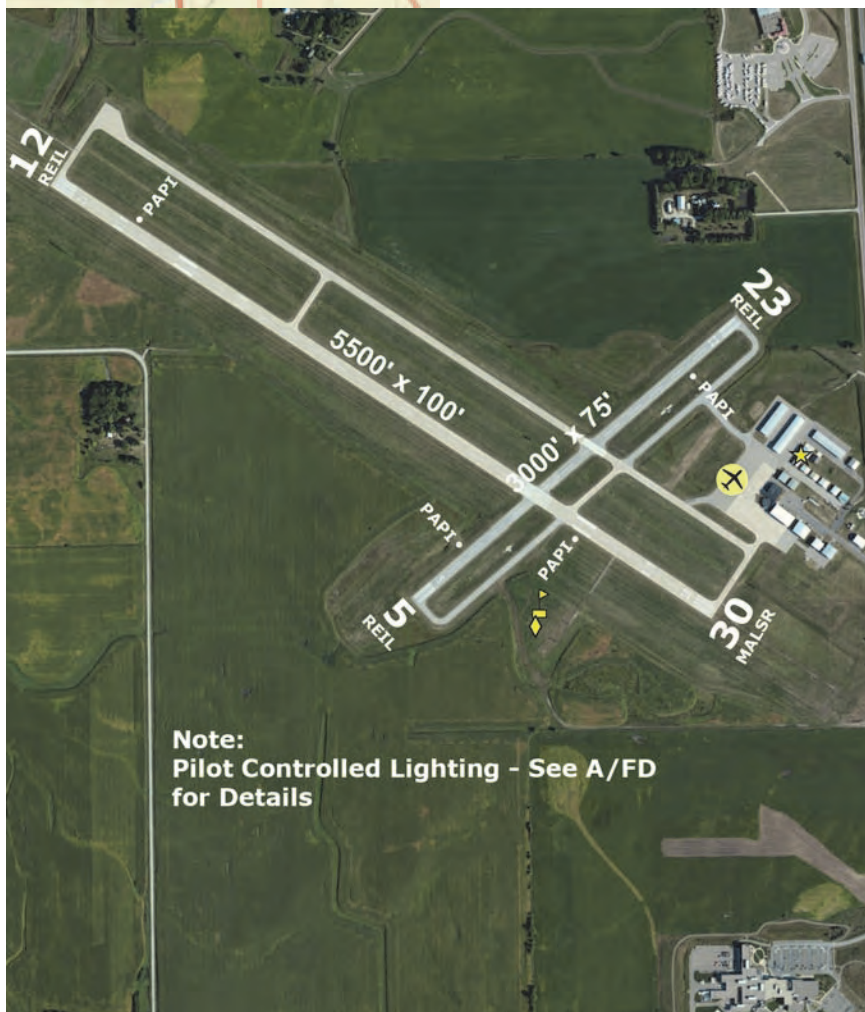 12
REIL
PAPI
23
REIL
5500' x 100'
PAPI
3000' x 75'
PAPI
PAPI
5
REIL
30
MALSR
Note:
Pilot Controlled Lighting - See A/FD
for Details